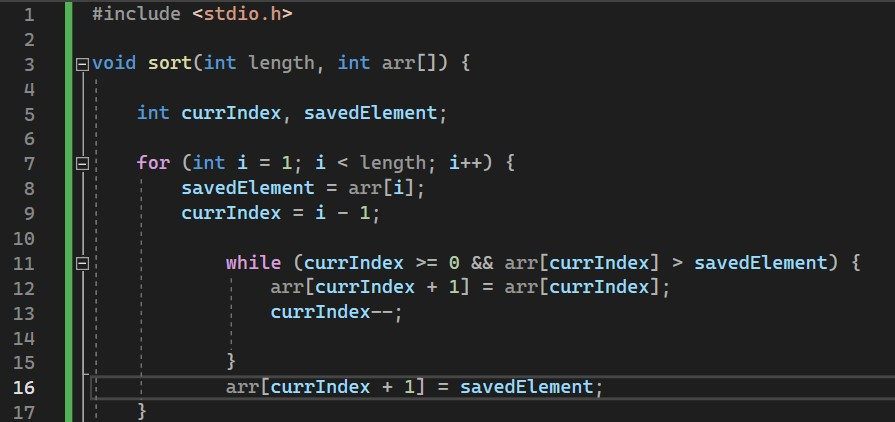 1 #include <stdio.h>
2
3 void sort(int length, int arr[]) {
4
5 int currIndex, savedElement;
6
7 for (int i = 1; i < length; i++) {
8 savedElement = arr[i];
9 currIndex = i - 1;
10
11 while (currIndex >= 0 && arr[currIndex] > savedElement) {
12 arr[currIndex + 1] = arr[currIndex];
13 currIndex--;
14
15 }
16 arr[currIndex + 1] = savedElement;
17 }